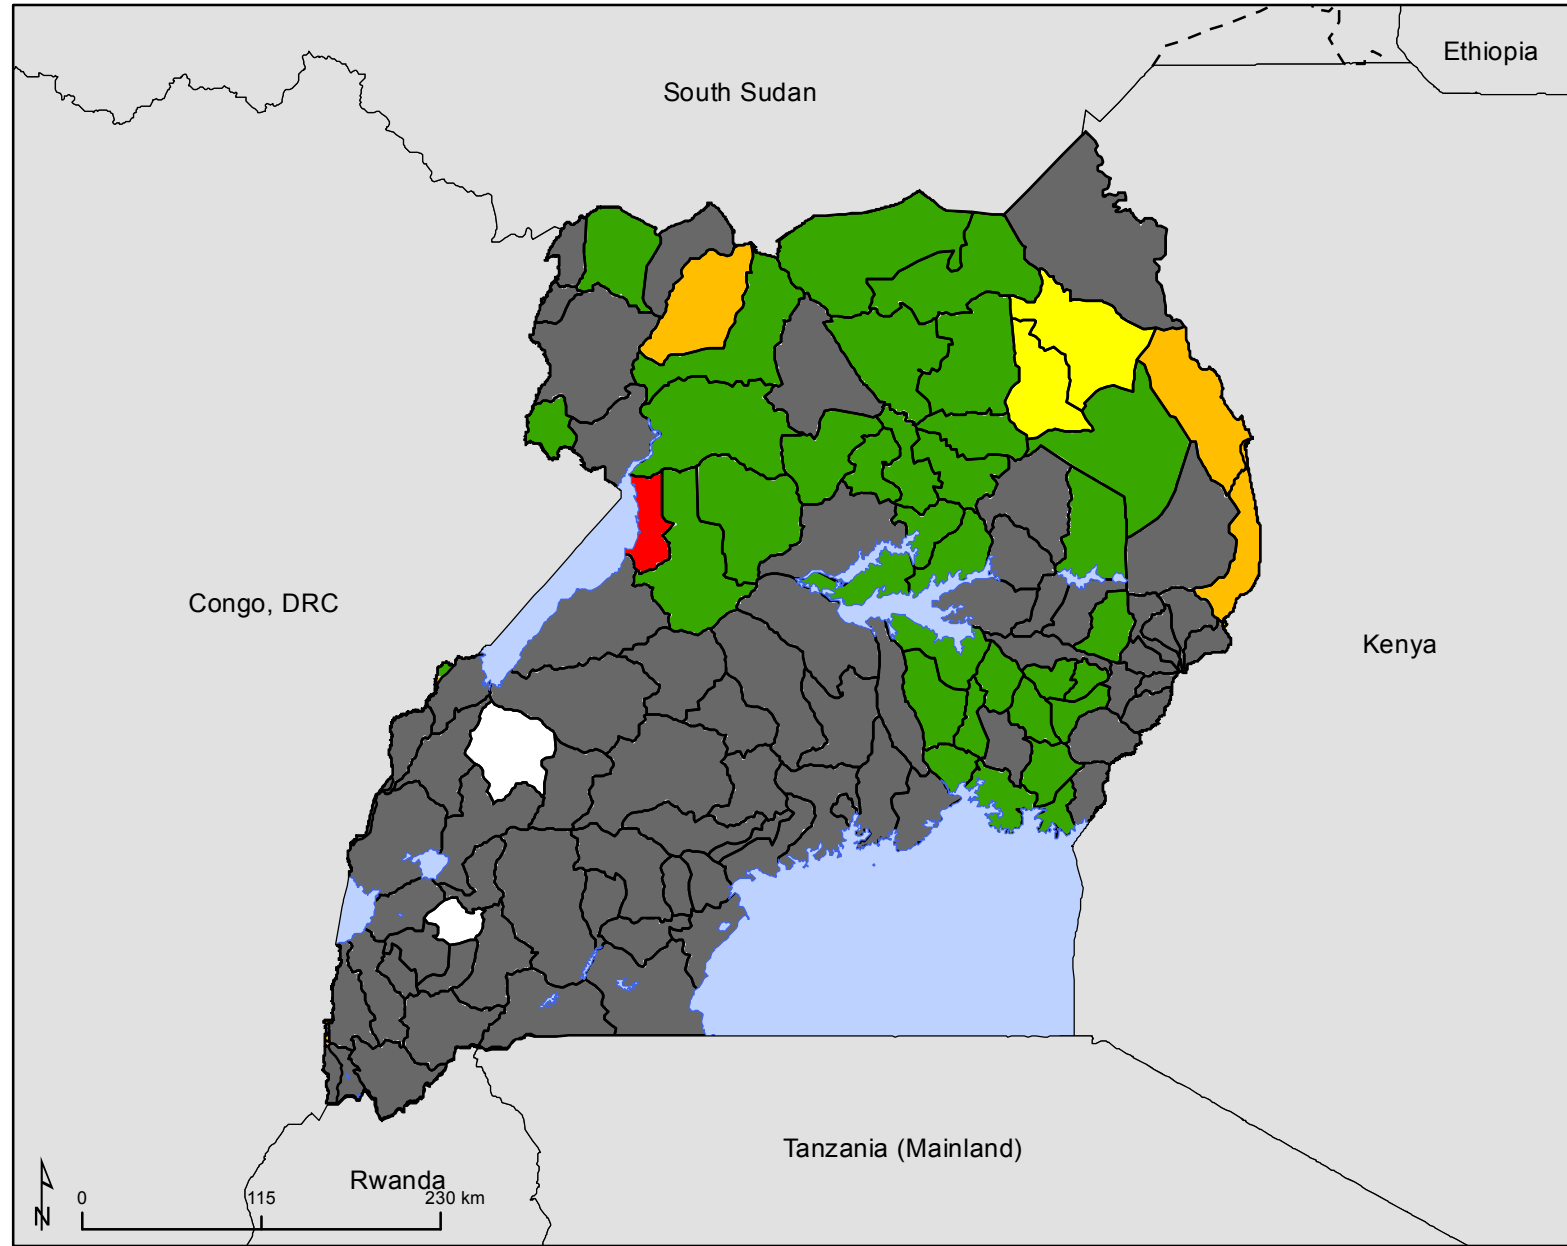 Ethiopia
South Sudan
Congo, DRC
Kenya
Tanzania (Mainland)
Rwanda
0 115 230 km
N